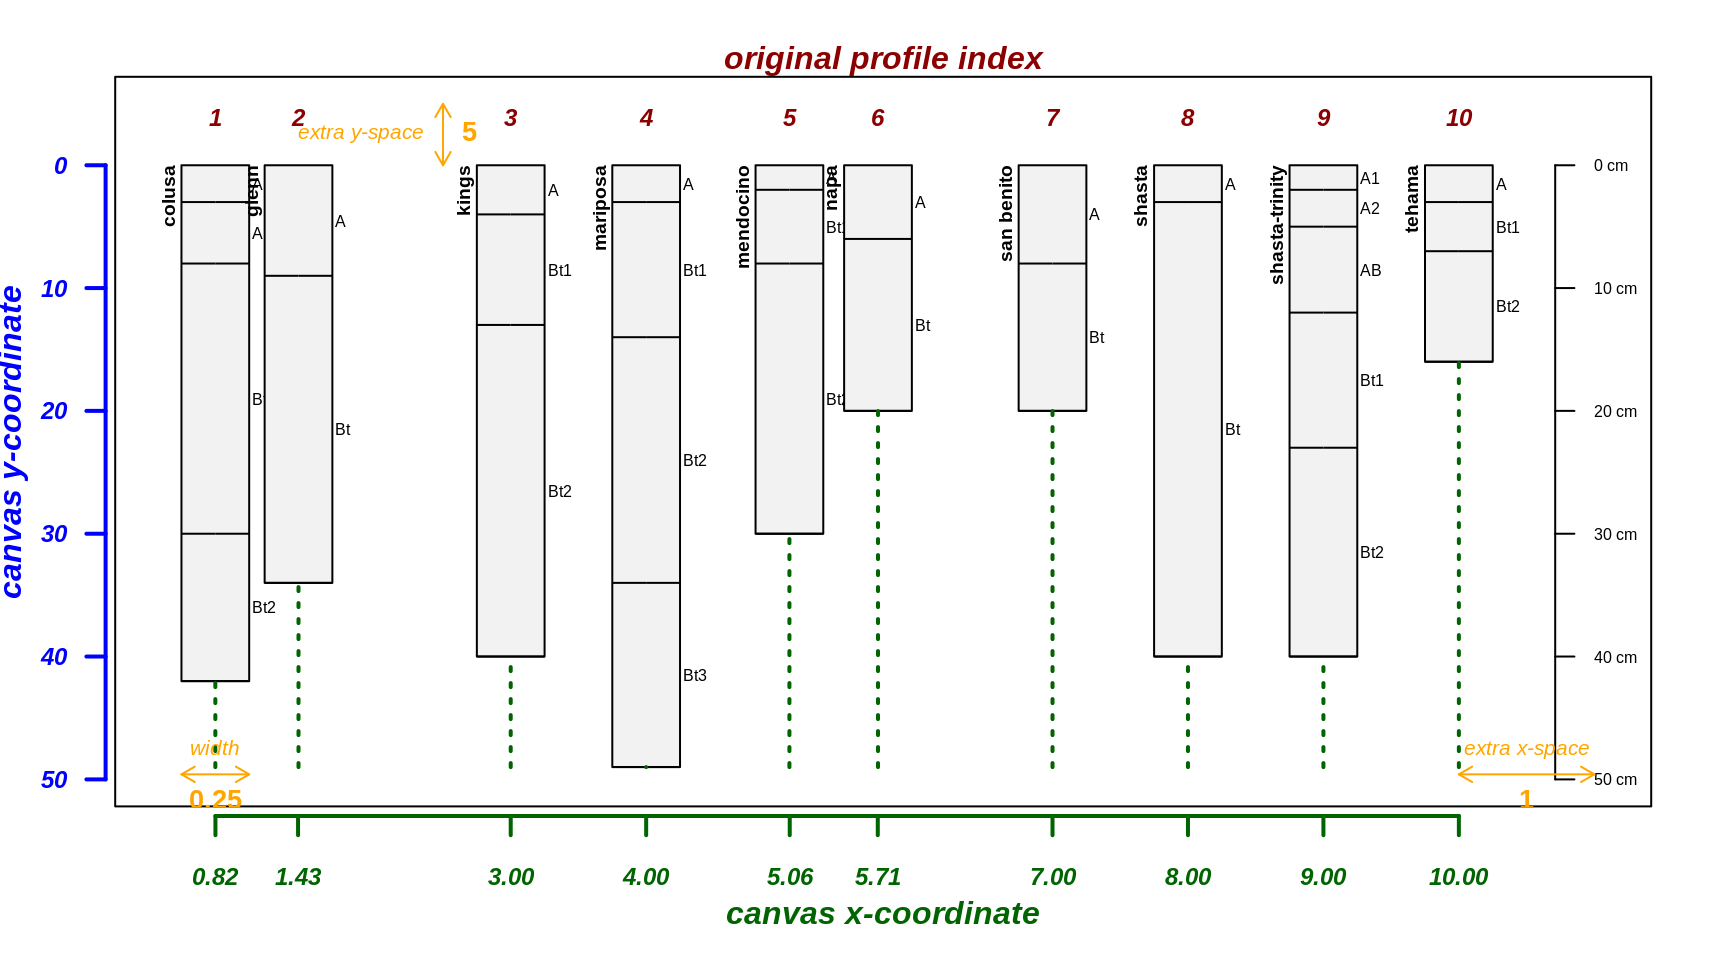 original profile index
1 2 3 4 5 6 7 8 9 10
extra y-space 5
canvas y-coordinate
0
10
20
30
40
50
colusa
A
Bt2
glenn
A
Bt
kings
A
Bt1
Bt2
mariposa
A
Bt1
Bt2
Bt3
mendocino
napa
A
Bt
san benito
A
Bt
shasta
A
Bt
shasta-trinity
A1
A2
AB
Bt1
Bt2
tehama
A
Bt1
Bt2
0 cm
10 cm
20 cm
30 cm
40 cm
50 cm
width
0.25
extra x-space
1
0.82 1.43 3.00 4.00 5.06 5.71 7.00 8.00 9.00 10.00
canvas x-coordinate